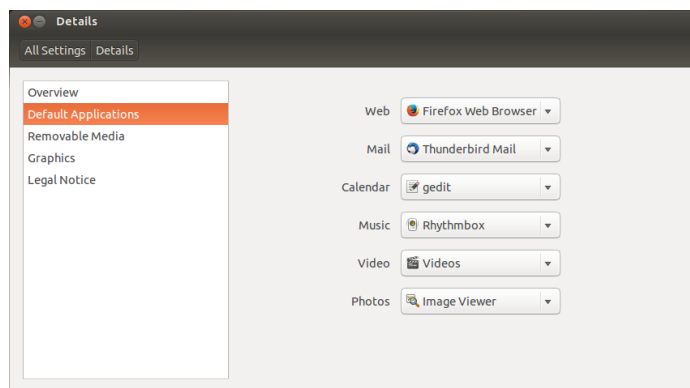 Details
All Settings Details
Overview
Default Applications
Removable Media
Graphics
Legal Notice
Web Firefox Web Browser
Mail Thunderbird Mail
Calendar gedit
Music Rhythmbox
Video Videos
Photos Image Viewer